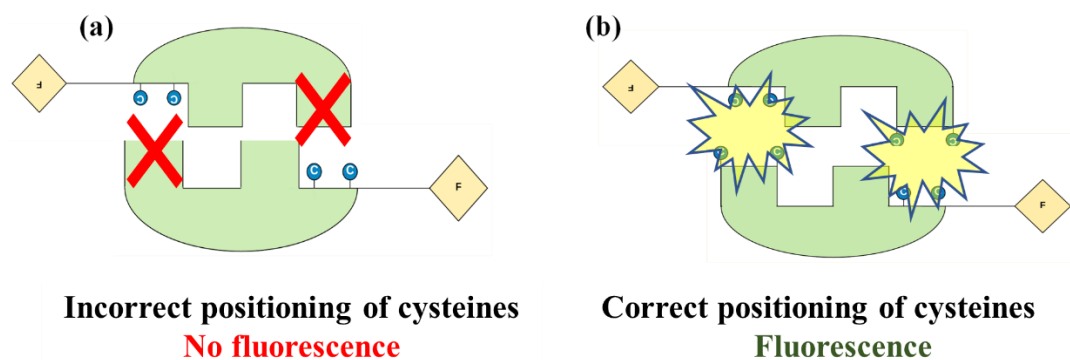 (a)
(b)
F
C C
C C
F
Incorrect positioning of cysteines
No fluorescence
F
C
C
C
C
C
F
Correct positioning of cysteines
Fluorescence